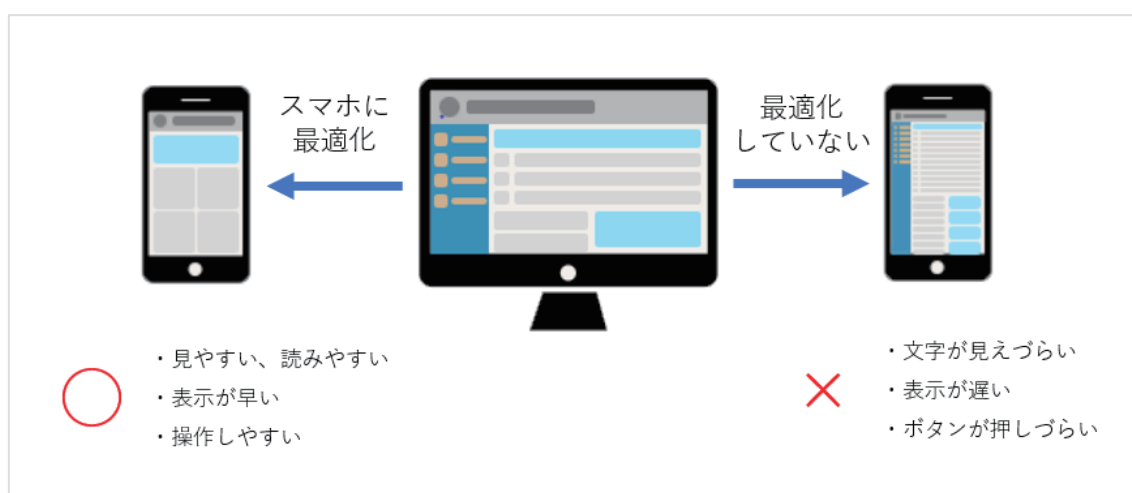 スマホに
最適化
最適化
していない
・見やすい、読みやすい
・表示が早い
・操作しやすい
・文字が見えづらい
・表示が遅い
・ボタンが押しづらい